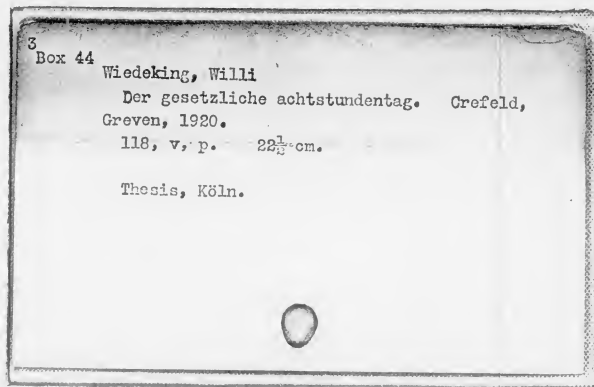 3
Box 44
Wiedeking, Willi
Der gesetzliche achtstundentag. Crefeld,
Greven, 1920.
118, v, p. 22½ cm.
Thesis, Köln.